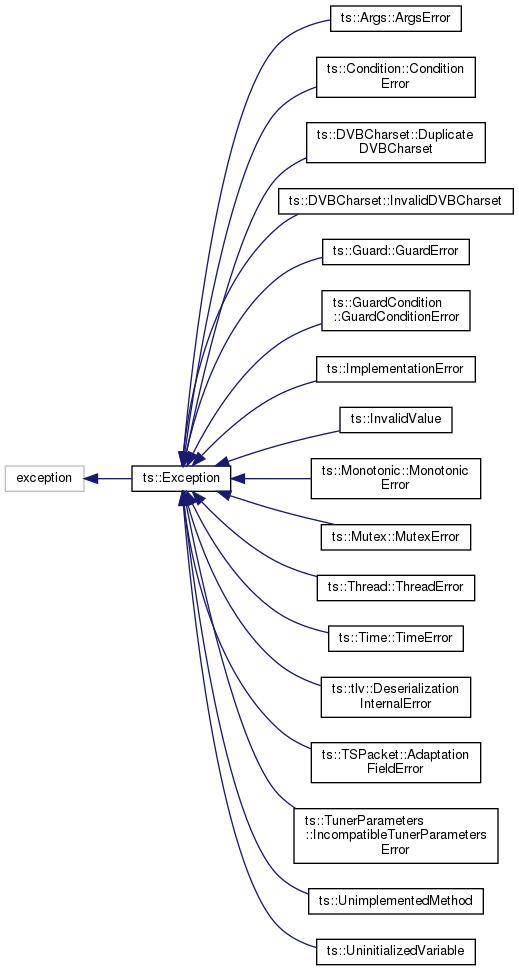 ts::Args::ArgsError
ts::Condition::Condition
Error
ts::DVBCharset::Duplicate
DVBCharset
ts::DVBCharset::InvalidDVBCharset
ts::Guard::GuardError
ts::GuardCondition
::GuardConditionError
ts::ImplementationError
ts::InvalidValue
exception
ts::Exception
ts::Monotonic::Monotonic
Error
ts::Mutex::MutexError
ts::Thread::ThreadError
ts::Time::TimeError
ts::tlv::Deserialization
InternalError
ts::TSPacket::Adaptation
FieldError
ts::TunerParameters
::IncompatibleTunerParameters
Error
ts::UnimplementedMethod
ts::UninitializedVariable